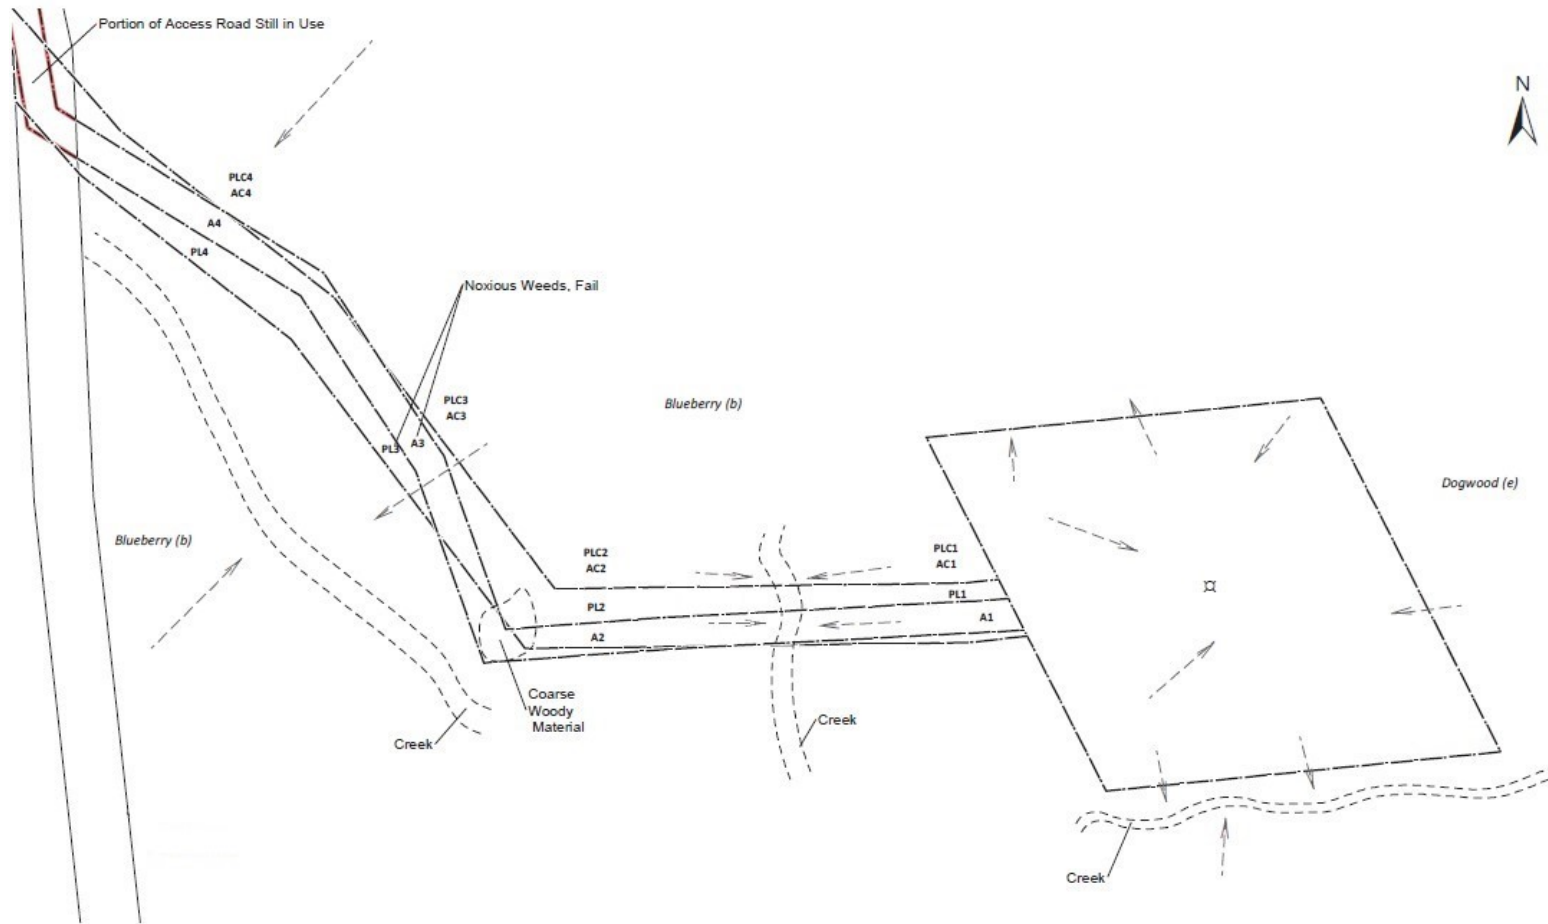 Portion of Access Road Still in Use
N
PLC4
AC4
A4
PL4
Noxious Weeds, Fail
PLC3
AC3
Blueberry (b)
A3
PL3
Dogwood (e)
Blueberry (b)
PLC2
AC2
PLC1
AC1
PL1
PL2
A1
A2
Coarse
Woody
Material
Creek
Creek
Creek